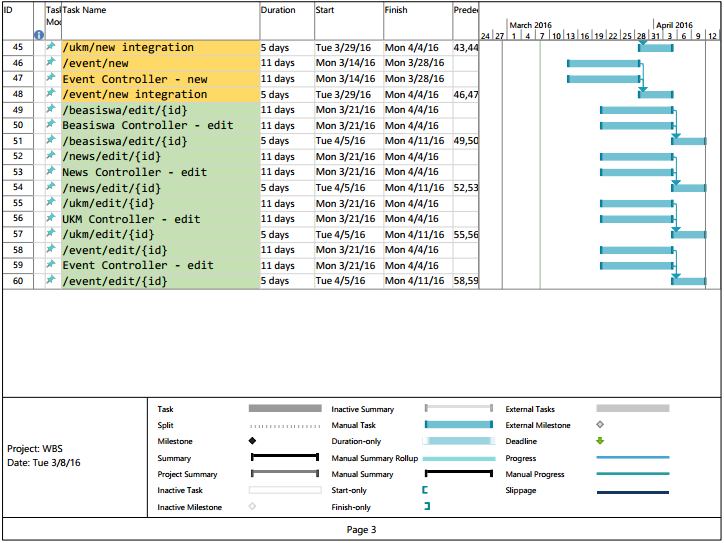 ID Task Mod Task Name Duration Start Finish Predec
March 2016 April 2016
24 27 1 4 7 10 13 16 19 22 25 28 31 3 6 9 12
45 /ukm/new integration 5 days Tue 3/29/16 Mon 4/4/16 43,44
46 /event/new 11 days Mon 3/14/16 Mon 3/28/16
47 Event Controller - new 11 days Mon 3/14/16 Mon 3/28/16
48 /event/new integration 5 days Tue 3/29/16 Mon 4/4/16 46,47
49 /beasiswa/edit/{id} 11 days Mon 3/21/16 Mon 4/4/16
50 Beasiswa Controller - edit 11 days Mon 3/21/16 Mon 4/4/16
51 /beasiswa/edit/{id} 5 days Tue 4/5/16 Mon 4/11/16 49,50
52 /news/edit/{id} 11 days Mon 3/21/16 Mon 4/4/16
53 News Controller - edit 11 days Mon 3/21/16 Mon 4/4/16
54 /news/edit/{id} 5 days Tue 4/5/16 Mon 4/11/16 52,53
55 /ukm/edit/{id} 11 days Mon 3/21/16 Mon 4/4/16
56 UKM Controller - edit 11 days Mon 3/21/16 Mon 4/4/16
57 /ukm/edit/{id} 5 days Tue 4/5/16 Mon 4/11/16 55,56
58 /event/edit/{id} 11 days Mon 3/21/16 Mon 4/4/16
59 Event Controller - edit 11 days Mon 3/21/16 Mon 4/4/16
60 /event/edit/{id} 5 days Tue 4/5/16 Mon 4/11/16 58,59
Project: WBS
Date: Tue 3/8/16
Task Inactive Summary External Tasks
Split Manual Task External Milestone
Milestone Duration-only Deadline
Summary Manual Summary Rollup Progress
Project Summary Manual Summary Manual Progress
Inactive Task Start-only Slippage
Inactive Milestone Finish-only
Page 3